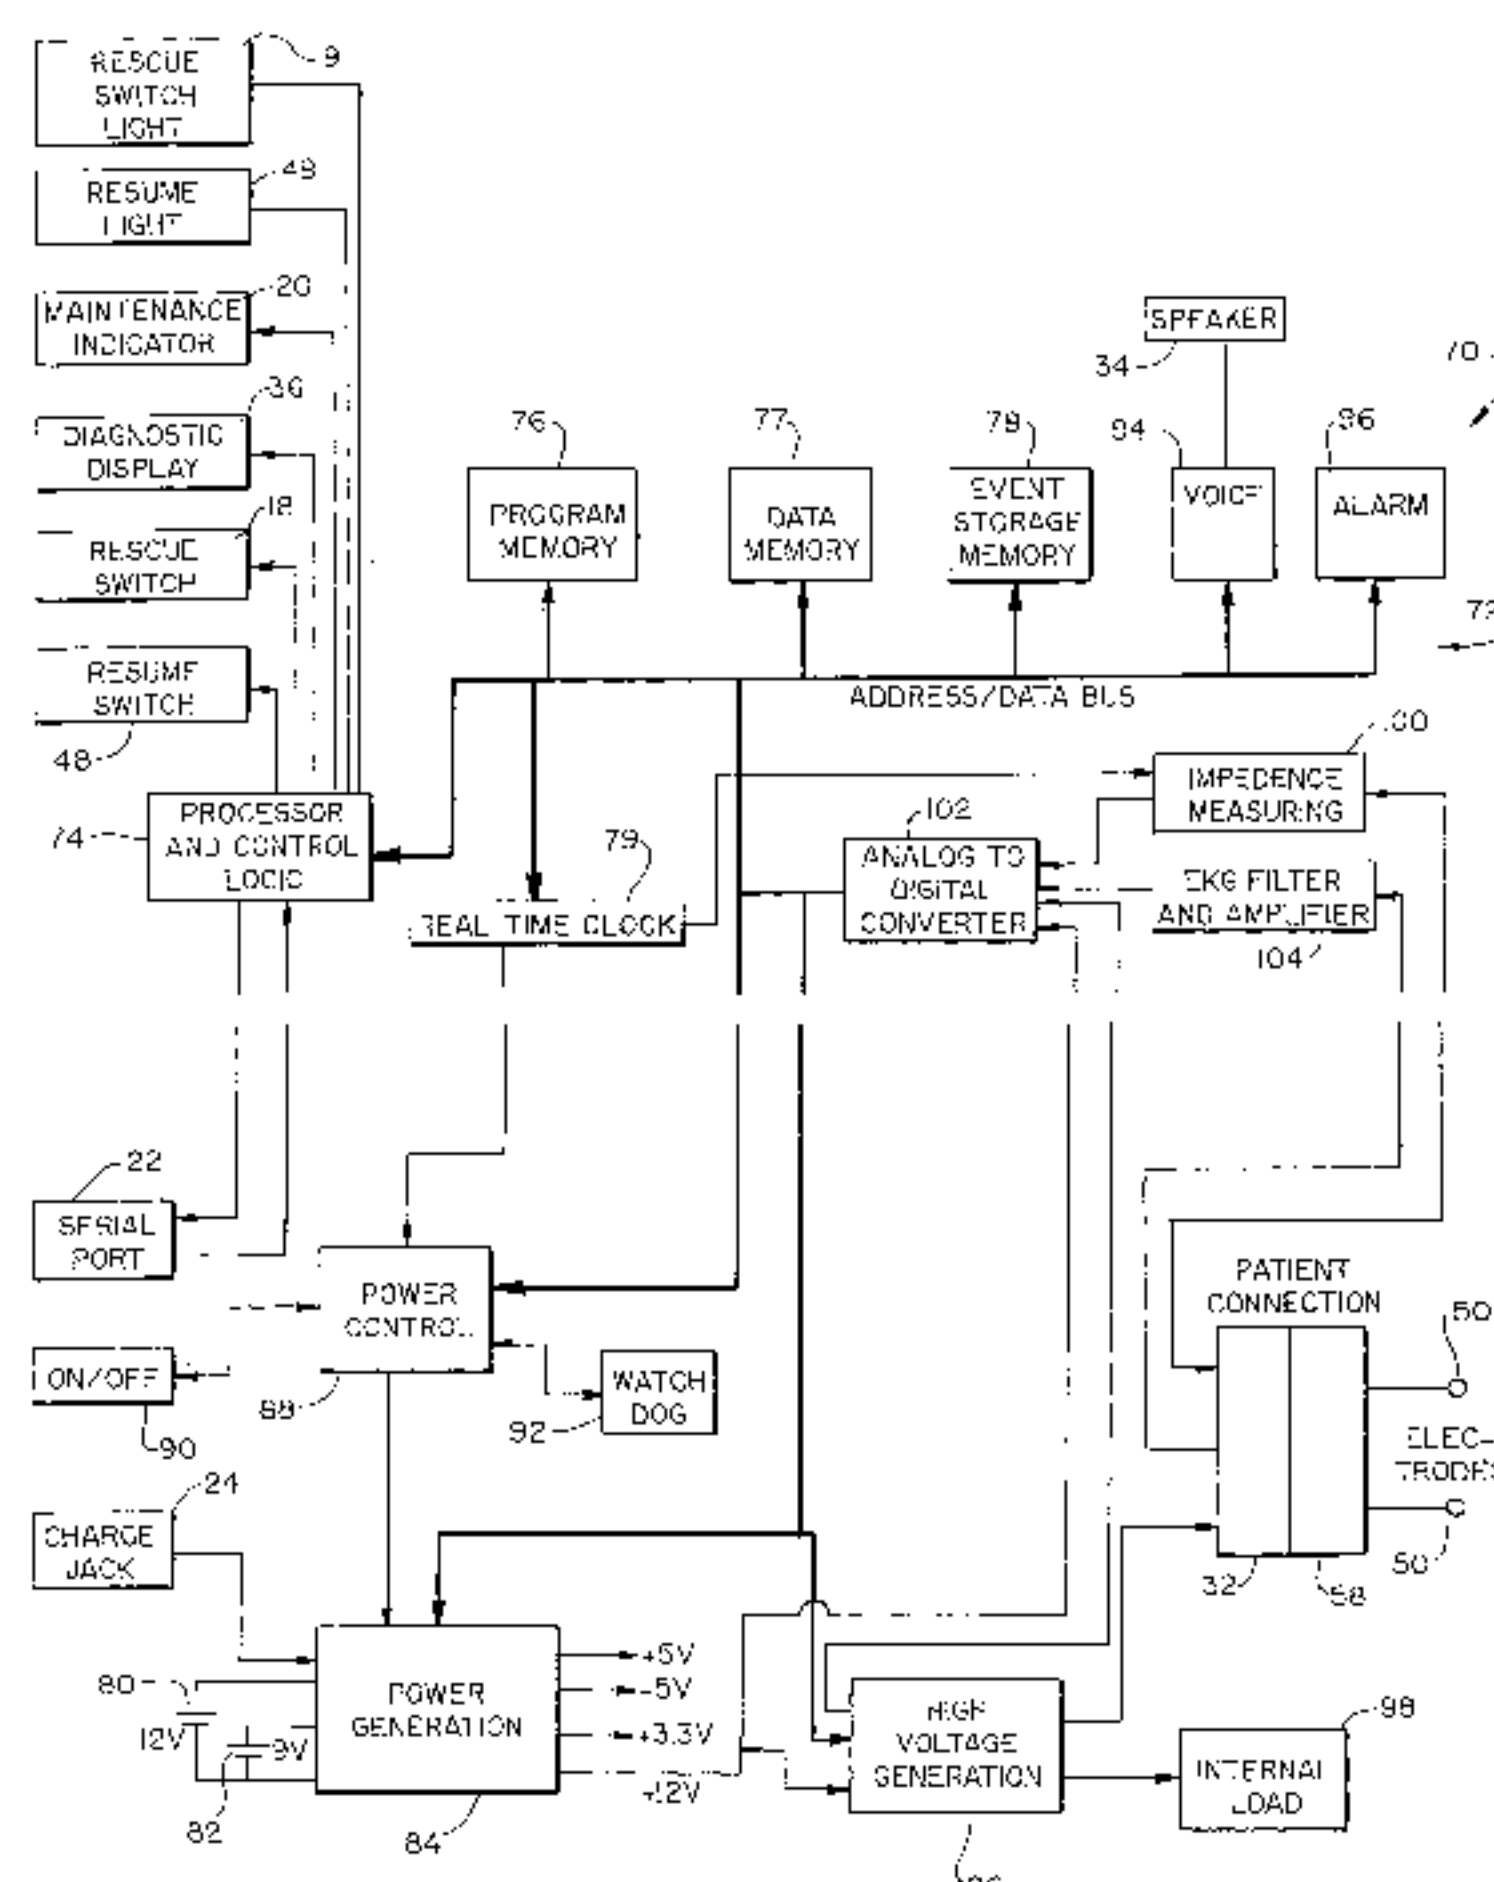 RESCUE
SWITCH
LIGHT
9
RESUME
LIGHT
49
MAINTENANCE
INDICATOR
20
DIAGNOSTIC
DISPLAY
36
RESCUE
SWITCH
18
RESUME
SWITCH
48
PROCESSOR
AND CONTROL
LOGIC
74
PROGRAM
MEMORY
76
DATA
MEMORY
77
EVENT
STORAGE
MEMORY
78
SPEAKER
34
VOICE
94
ALARM
96
70
ADDRESS/DATA BUS
REAL TIME CLOCK
79
ANALOG TO
DIGITAL
CONVERTER
102
IMPEDENCE
MEASURING
EKG FILTER
AND AMPLIFIER
104
SERIAL
PORT
22
POWER
CONTROL
88
ON/OFF
90
WATCH
DOG
92
CHARGE
JACK
24
PATIENT
CONNECTION
50
ELEC-
TRODES
50
32
58
POWER
GENERATION
84
80
12V
9V
82
+5V
-5V
+3.3V
+12V
HIGH
VOLTAGE
GENERATION
INTERNAL
LOAD
98